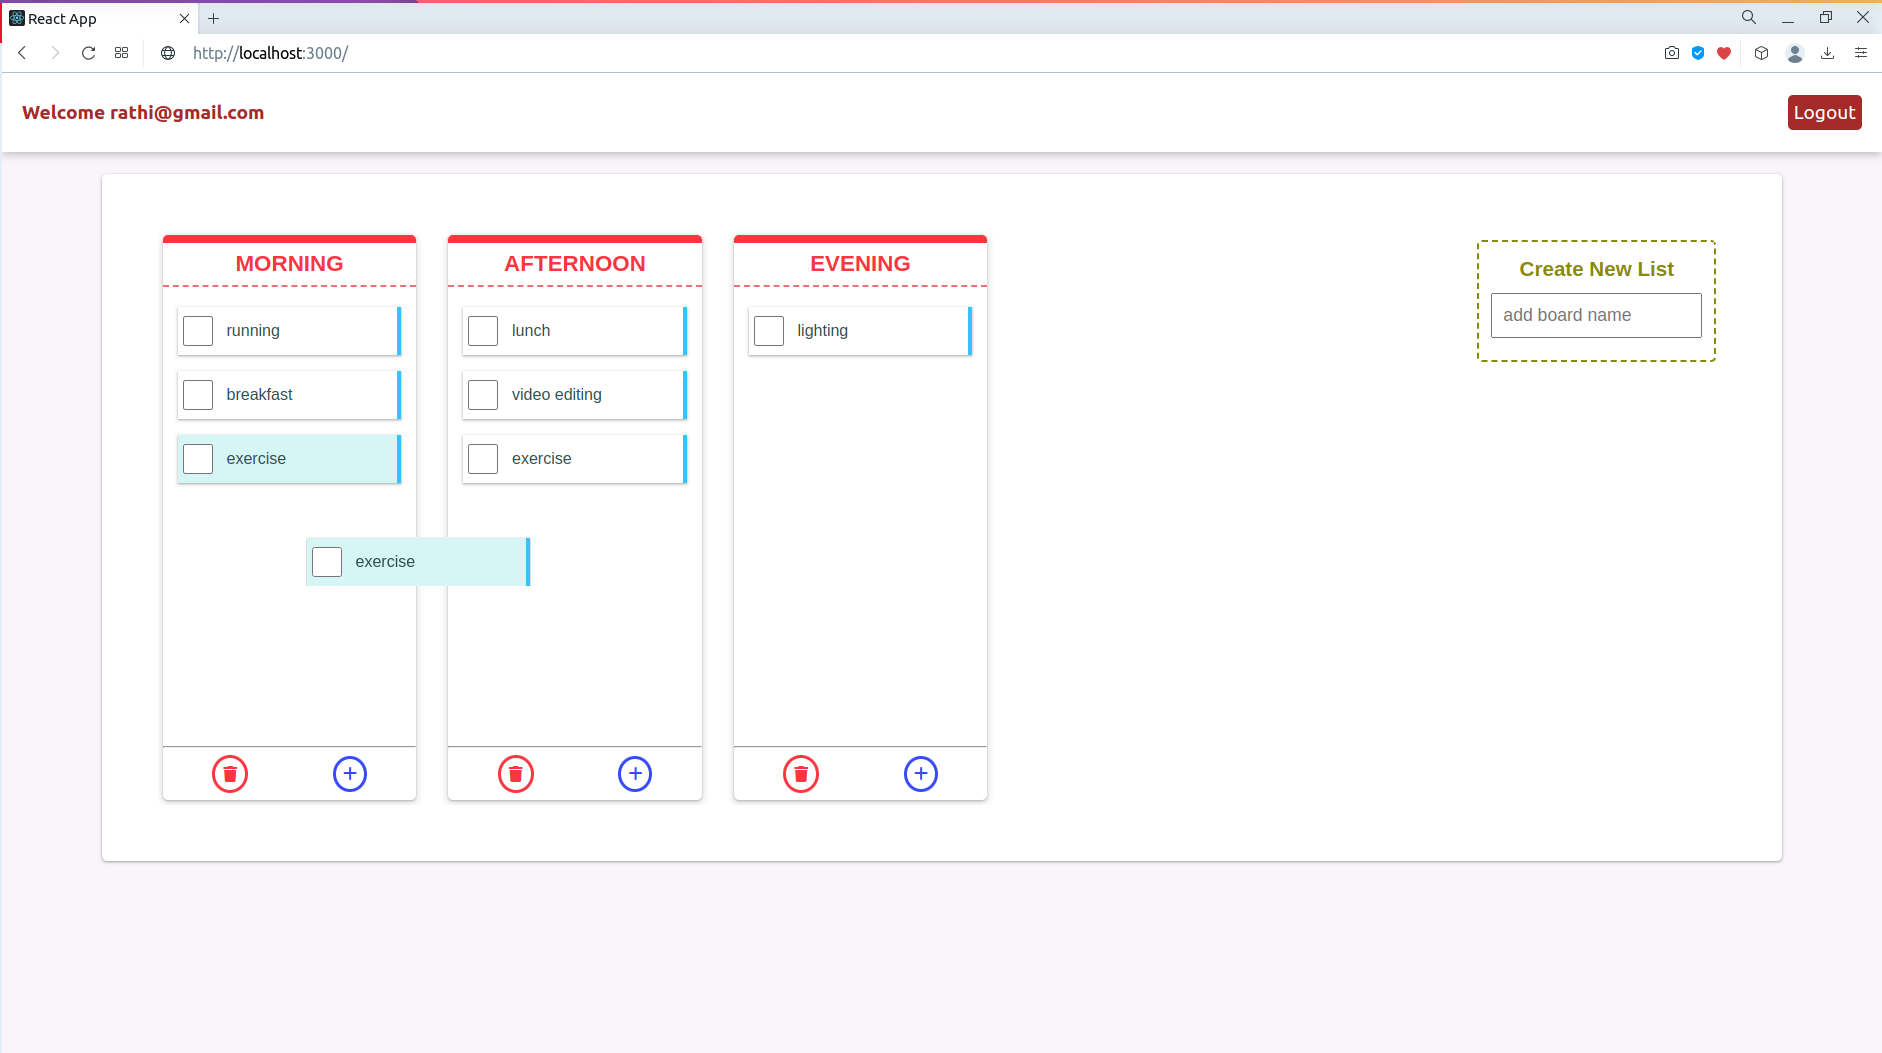 React App
http://localhost:3000/
Welcome rathi@gmail.com
Logout
MORNING
running
breakfast
exercise
AFTERNOON
lunch
video editing
exercise
EVENING
lighting
exercise
Create New List
add board name